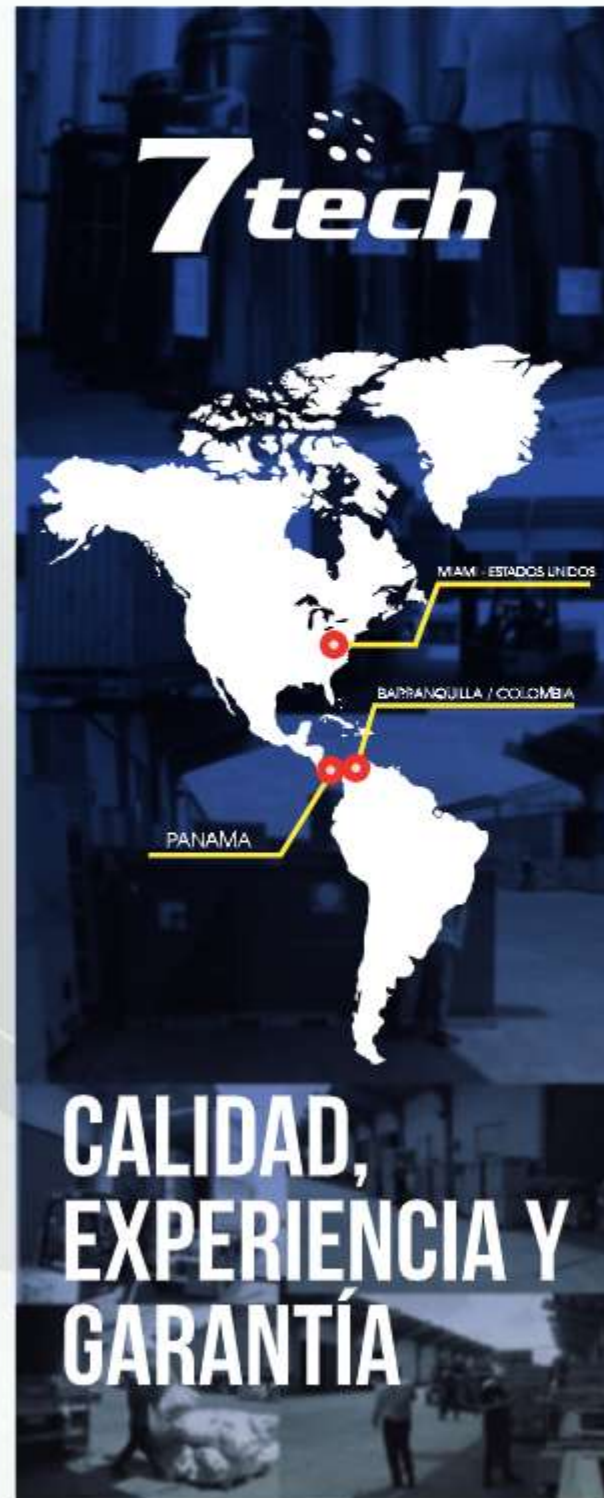 7tech
MIAMI - ESTADOS UNIDOS
BARRANQUILLA / COLOMBIA
PANAMA
CALIDAD,
EXPERIENCIA Y
GARANTÍA